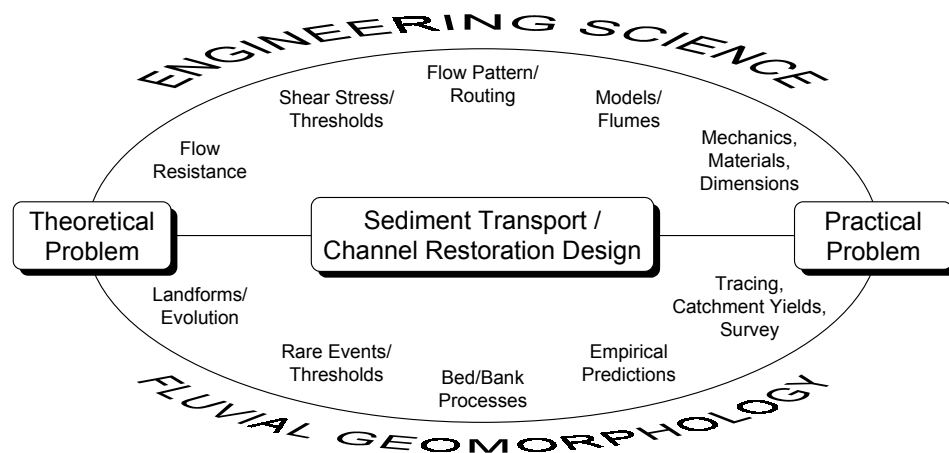 ENGINEERING SCIENCE
Flow Pattern/
Routing
Shear Stress/
Thresholds
Models/
Flumes
Flow
Resistance
Mechanics,
Materials,
Dimensions
Theoretical
Problem
Sediment Transport /
Channel Restoration Design
Practical
Problem
Landforms/
Evolution
Tracing,
Catchment Yields,
Survey
Rare Events/
Thresholds
Bed/Bank
Processes
Empirical
Predictions
FLUVIAL GEOMORPHOLOGY